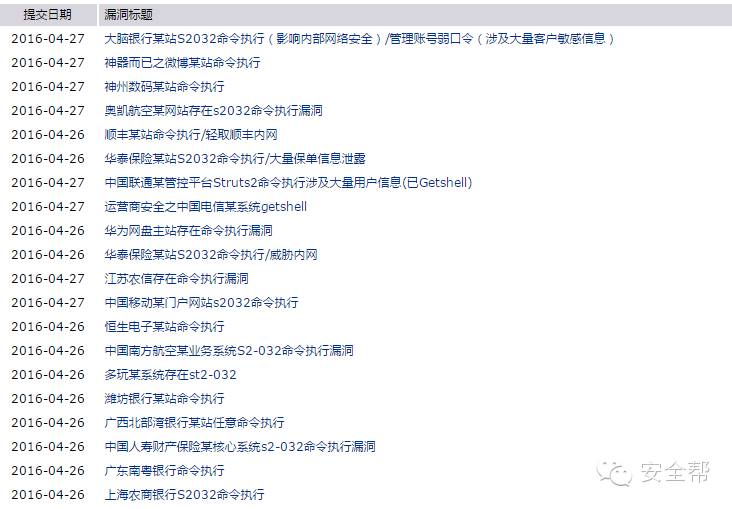 提交日期 漏洞标题
2016-04-27 大脑银行某站S2032命令执行（影响内部网络安全）/管理账号弱口令（涉及大量客户敏感信息）
2016-04-27 神器而已之微博某站命令执行
2016-04-27 神州数码某站命令执行
2016-04-27 奥凯航空某网站存在s2032命令执行漏洞
2016-04-26 顺丰某站命令执行/轻取顺丰内网
2016-04-26 华泰保险某站S2032命令执行/大量保单信息泄露
2016-04-27 中国联通某管控平台Struts2命令执行涉及大量用户信息(已Getshell)
2016-04-27 运营商安全之中国电信某系统getshell
2016-04-26 华为网盘主站存在命令执行漏洞
2016-04-26 华泰保险某站S2032命令执行/威胁内网
2016-04-27 江苏农信存在命令执行漏洞
2016-04-27 中国移动某门户网站s2032命令执行
2016-04-26 恒生电子某站命令执行
2016-04-26 中国南方航空某业务系统S2-032命令执行漏洞
2016-04-26 多玩某系统存在st2-032
2016-04-26 潍坊银行某站命令执行
2016-04-26 广西北部湾银行某站任意命令执行
2016-04-26 中国人寿财产保险某核心系统s2-032命令执行漏洞
2016-04-26 广东南粤银行命令执行
2016-04-26 上海农商银行S2032命令执行
安全帮